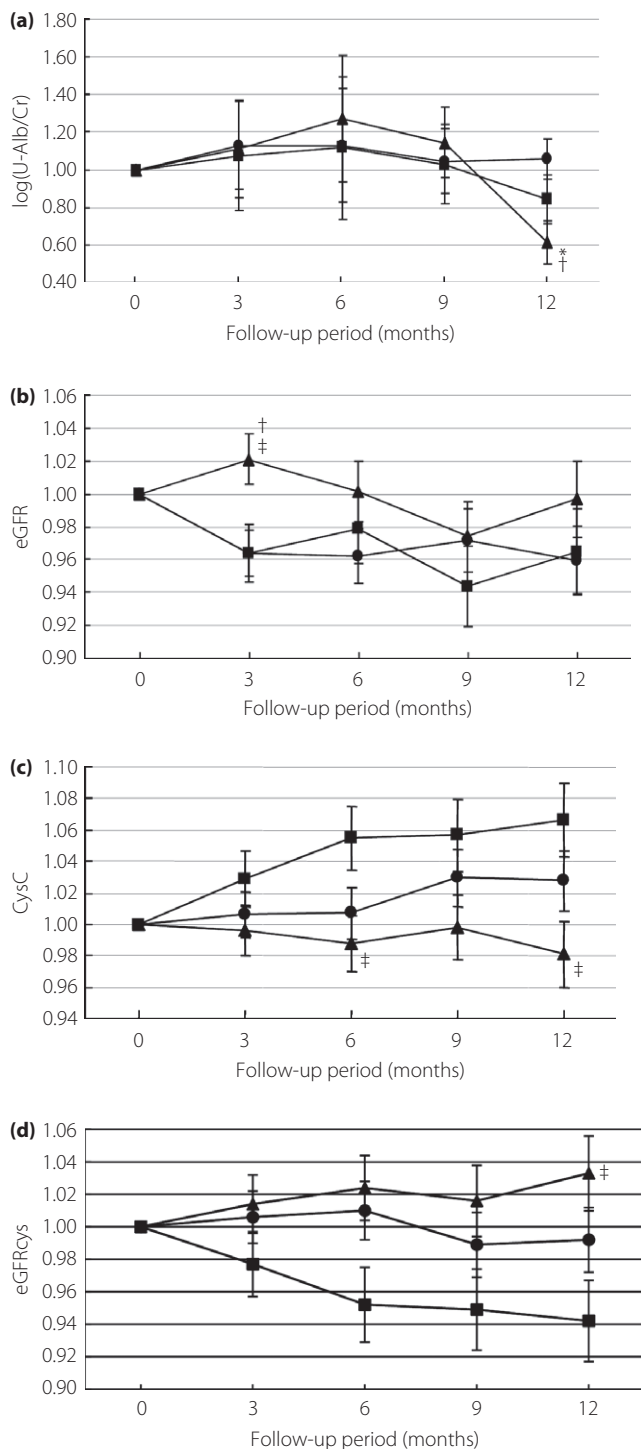 (a)
1.80
1.60
1.40
1.20
1.00
0.80
0.60
0.40
log(U-Alb/Cr)
*
†
0 3 6 9 12
Follow-up period (months)
(b)
1.06
1.04
1.02
1.00
0.98
0.96
0.94
0.92
0.90
eGFR
†
‡
0 3 6 9 12
Follow-up period (months)
(c)
1.10
1.08
1.06
1.04
1.02
1.00
0.98
0.96
0.94
CysC
‡ ‡
0 3 6 9 12
Follow-up period (months)
(d)
1.06
1.04
1.02
1.00
0.98
0.96
0.94
0.92
0.90
eGFRcys
‡
0 3 6 9 12
Follow-up period (months)